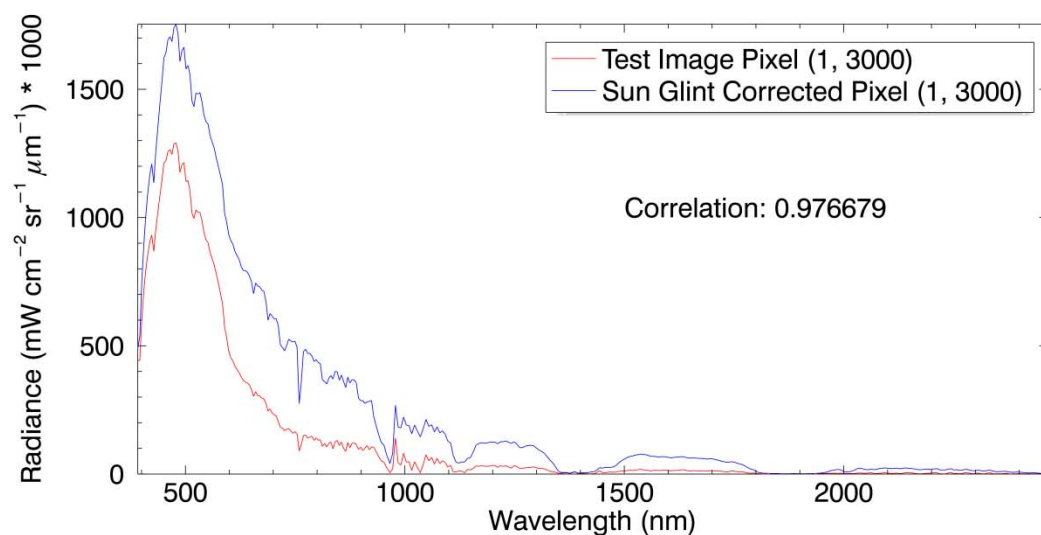 Radiance (mW cm⁻² sr⁻¹ μm⁻¹) * 1000
1500
1000
500
0
Test Image Pixel (1, 3000)
Sun Glint Corrected Pixel (1, 3000)
Correlation: 0.976679
500 1000 1500 2000
Wavelength (nm)